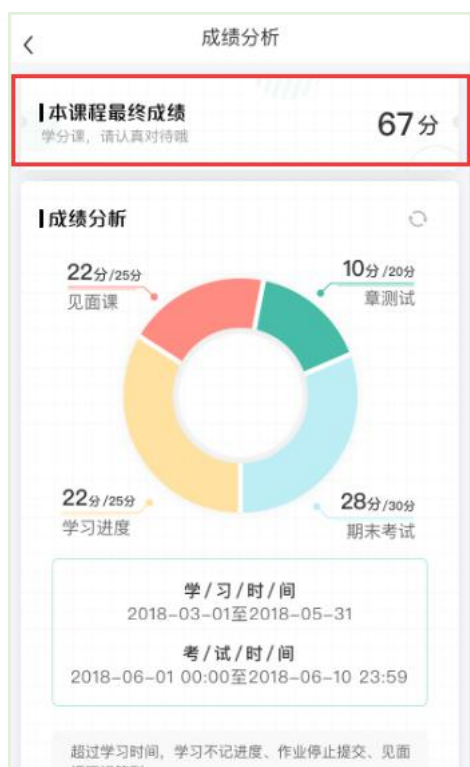 成绩分析
本课程最终成绩
67分
学分课，请认真对待哦
成绩分析
22分/25分
见面课
10分/20分
章测试
22分/25分
学习进度
28分/30分
期末考试
学/习/时/间
2018-03-01至2018-05-31
考/试/时/间
2018-06-01 00:00至2018-06-10 23:59
超过学习时间，学习不记进度、作业停止提交、见面